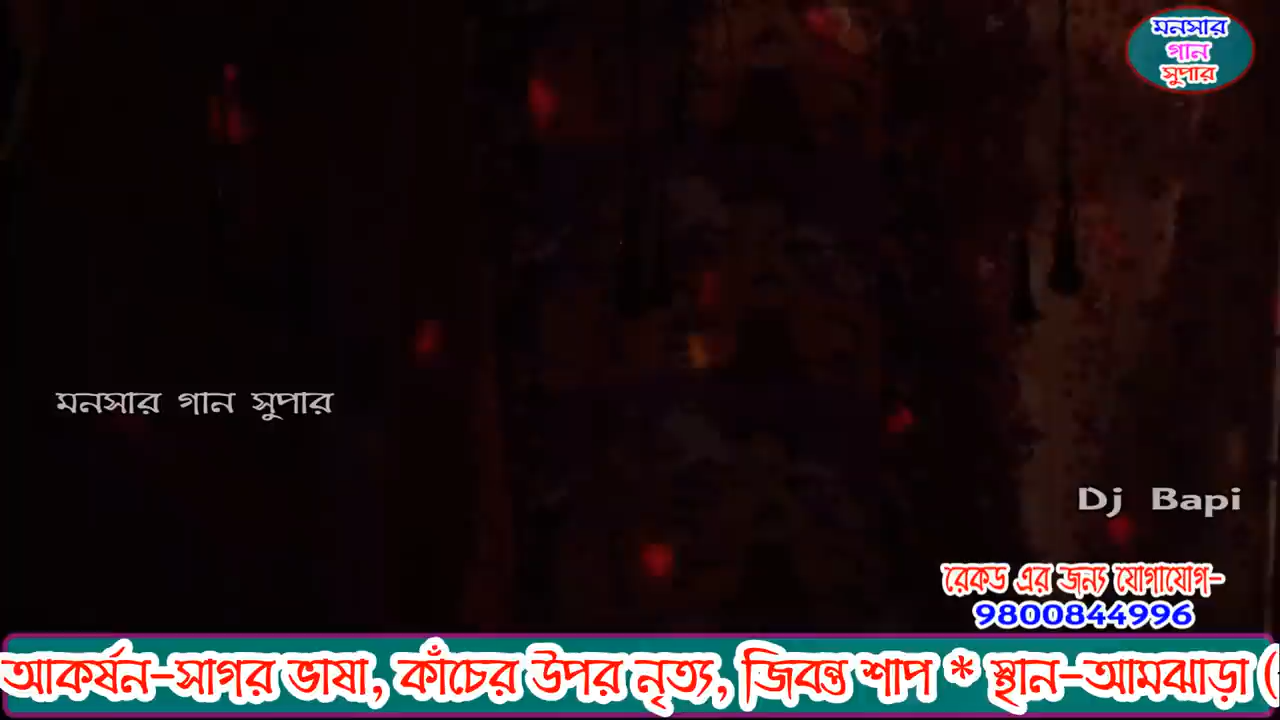 মনসার
গান
সুপার
মনসার গান সুপার
Dj Bapi
রেকড এর জন্য যোগাযোগ-
9800844996
আকর্ষন-সাগর ভাষা, কাঁচের উপর নৃত্য, জিবন্ত শাপ * স্থান-আমঝাড়া (